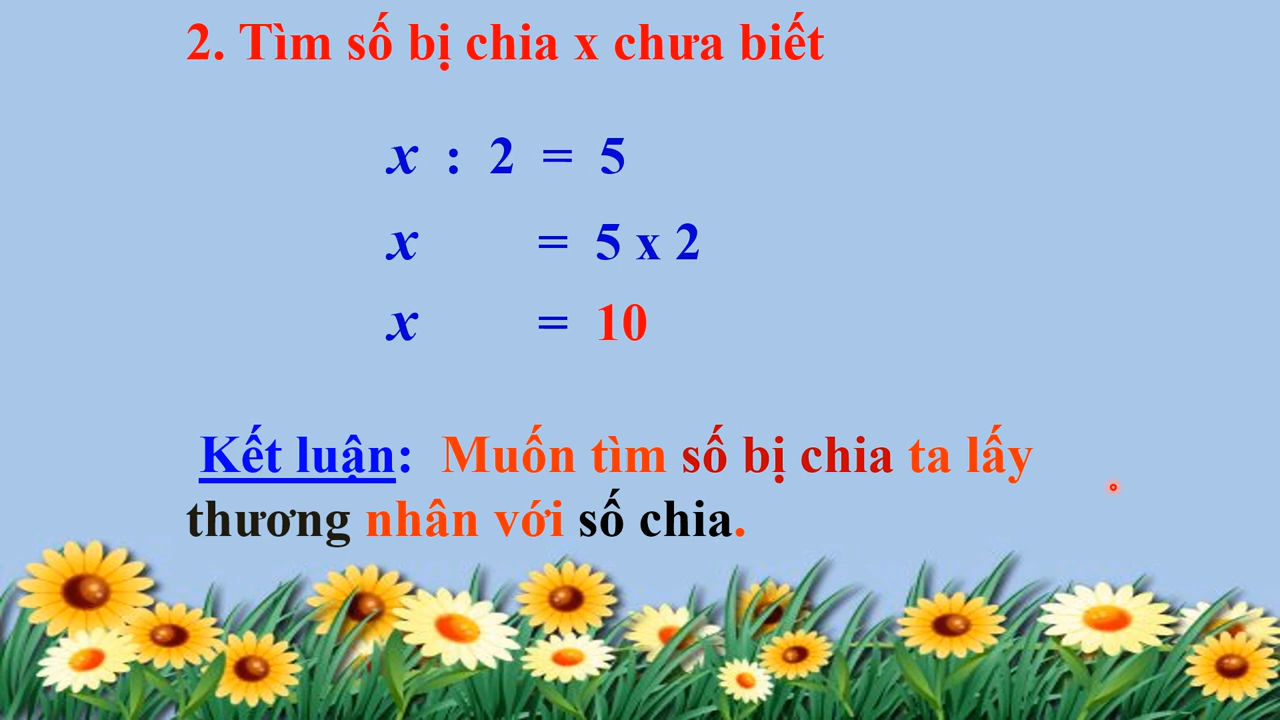 2. Tìm số bị chia x chưa biết
x : 2 = 5
x = 5 x 2
x = 10
Kết luận: Muốn tìm số bị chia ta lấy
thương nhân với số chia.